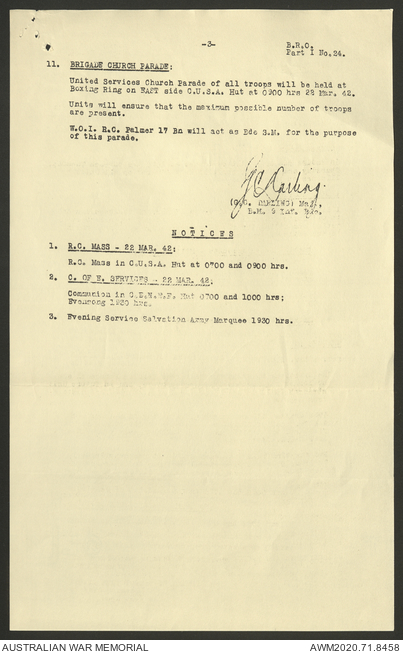 -3-
B.R.O.
Part I No.24.
11. BRIGADE CHURCH PARADE:
United Services Church Parade of all troops will be held at
Boxing Ring on EAST side C.U.S.A. Hut at 0900 hrs 22 Mar. 42.
Units will ensure that the maximum possible number of troops
are present.
W.O.I. R.C. Palmer 17 Bn will act as Bde S.M. for the purpose
of this parade.
DARLING) Maj.
B.M. 5 Inf. Bde.
NOTICES
1. R.C. MASS - 22 MAR. 42:
R.C. Mass in C.U.S.A. Hut at 0700 and 0900 hrs.
2. C. OF E. SERVICES - 22 MAR. 42:
Communion in Hut 0700 and 1000 hrs;
Evensong 1930 hrs.
3. Evening Service Salvation Army Marquee 1930 hrs.
AUSTRALIAN WAR MEMORIAL
AWM2020.71.8458